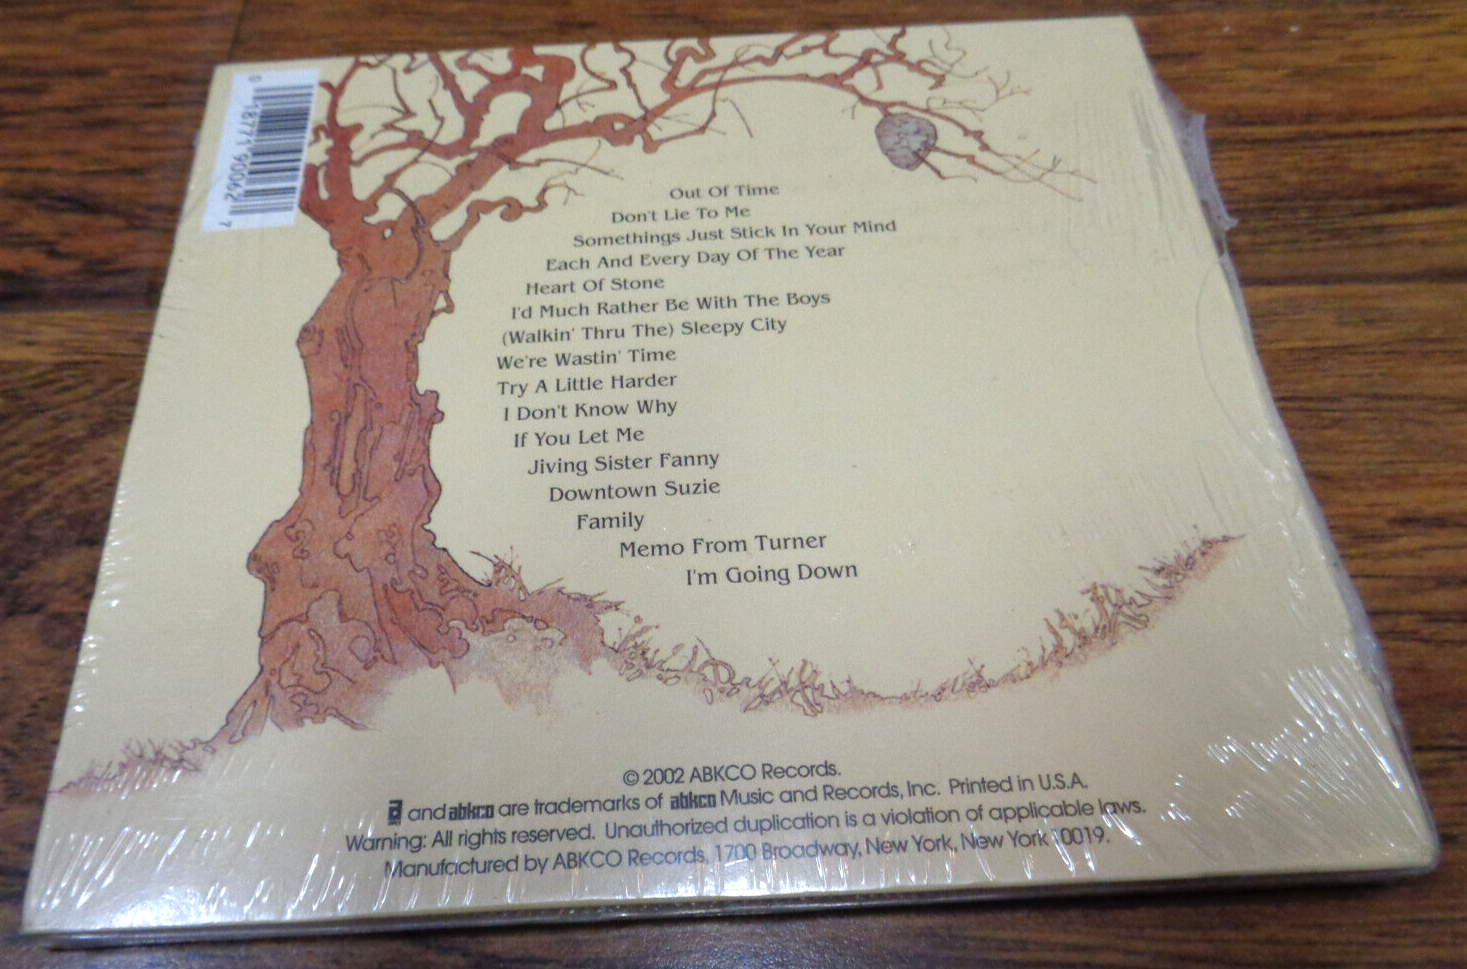 0 18771 90062 7
Out Of Time
Don't Lie To Me
Somethings Just Stick In Your Mind
Each And Every Day Of The Year
Heart Of Stone
I'd Much Rather Be With The Boys
(Walkin' Thru The) Sleepy City
We're Wastin' Time
Try A Little Harder
I Don't Know Why
If You Let Me
Jiving Sister Fanny
Downtown Suzie
Family
Memo From Turner
I'm Going Down
© 2002 ABKCO Records.
a and abkco are trademarks of abkco Music and Records, Inc. Printed in U.S.A.
Warning: All rights reserved. Unauthorized duplication is a violation of applicable laws.
Manufactured by ABKCO Records, 1700 Broadway, New York, New York 10019.